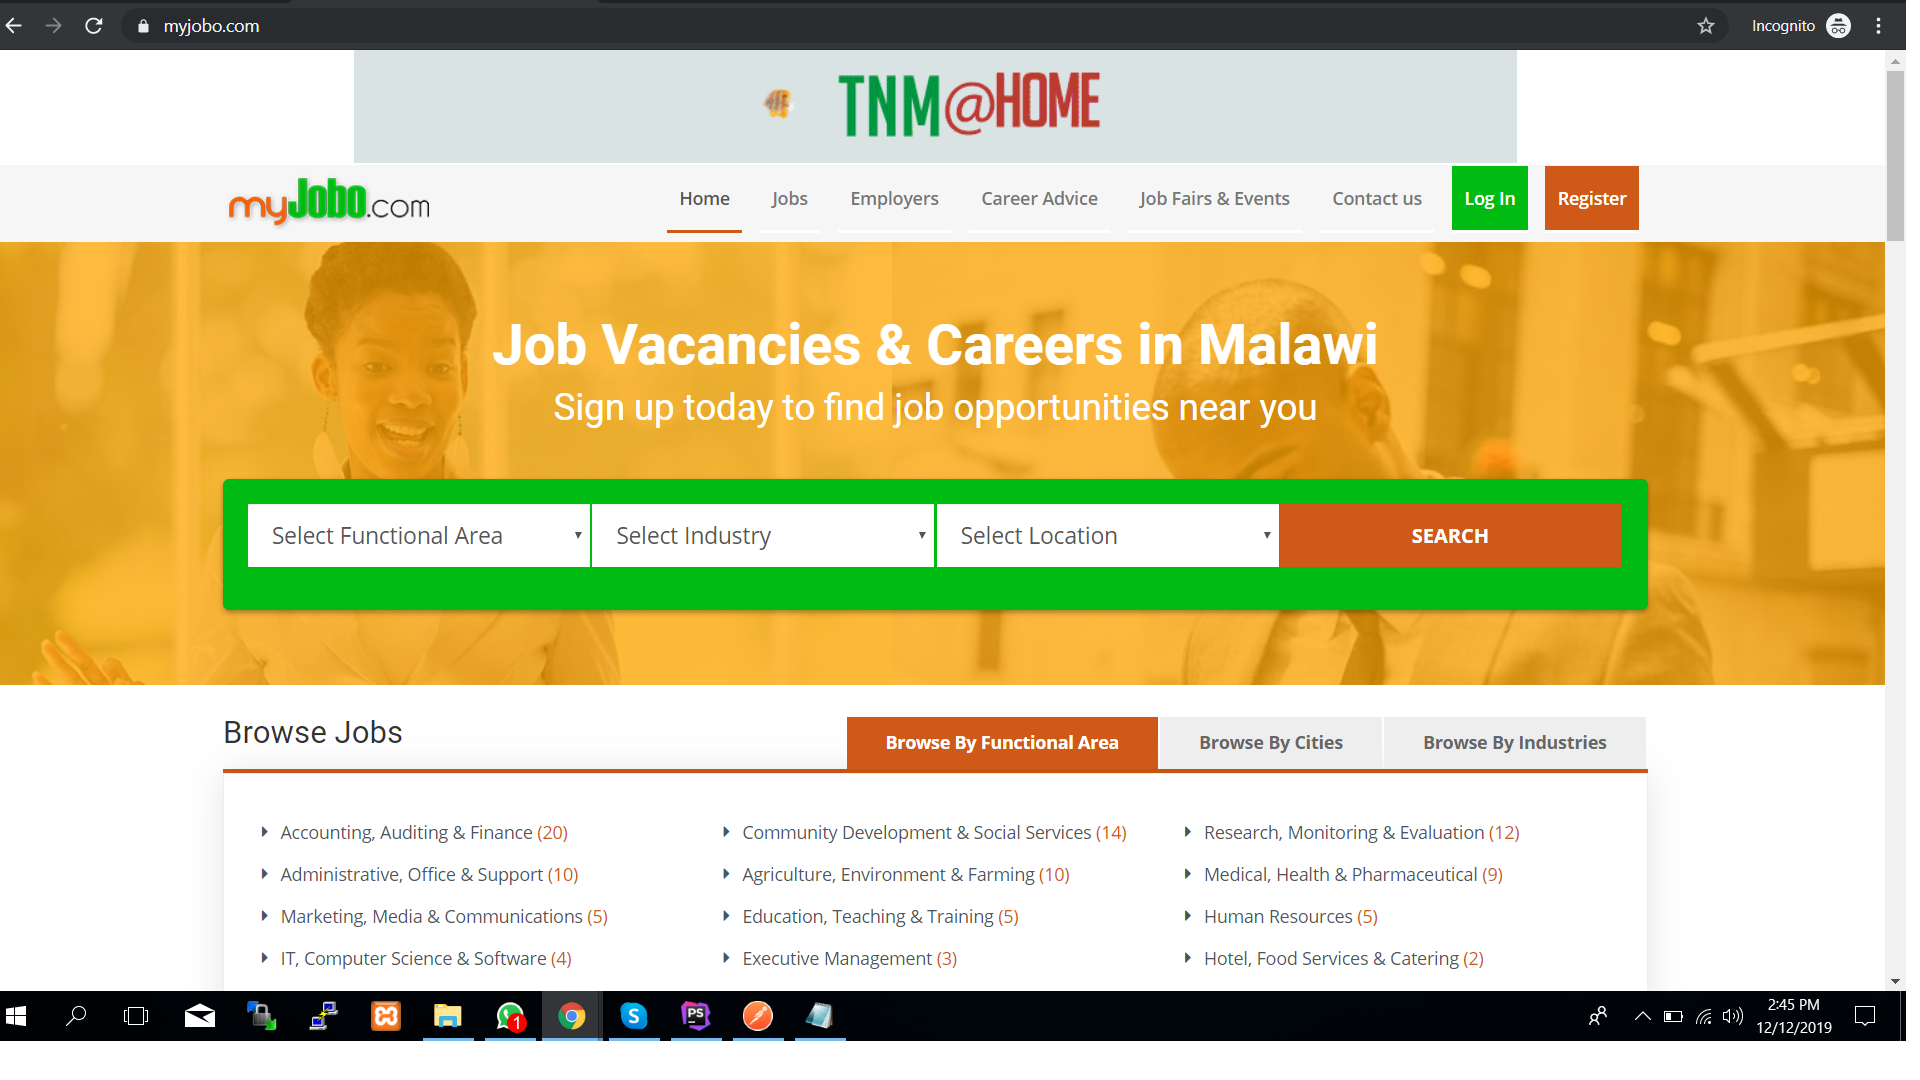 myjobo.com
Incognito
TNM@HOME
myJobo.com
Home
Jobs
Employers
Career Advice
Job Fairs & Events
Contact us
Log In
Register
Job Vacancies & Careers in Malawi
Sign up today to find job opportunities near you
Select Functional Area
Select Industry
Select Location
SEARCH
Browse Jobs
Browse By Functional Area
Browse By Cities
Browse By Industries
Accounting, Auditing & Finance (20)
Community Development & Social Services (14)
Research, Monitoring & Evaluation (12)
Administrative, Office & Support (10)
Agriculture, Environment & Farming (10)
Medical, Health & Pharmaceutical (9)
Marketing, Media & Communications (5)
Education, Teaching & Training (5)
Human Resources (5)
IT, Computer Science & Software (4)
Executive Management (3)
Hotel, Food Services & Catering (2)
1
S
PS
2:45 PM
12/12/2019